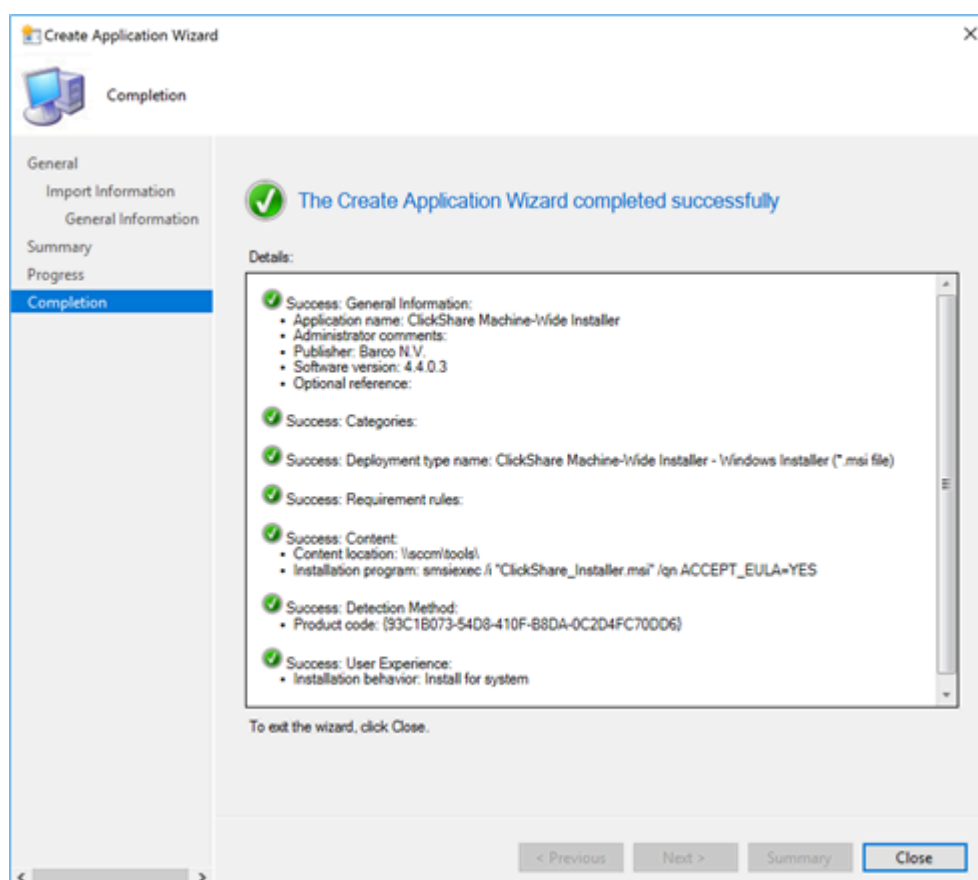 Create Application Wizard
Completion
General
Import Information
General Information
Summary
Progress
Completion
The Create Application Wizard completed successfully
Details:
Success: General Information:
• Application name: ClickShare Machine-Wide Installer
• Administrator comments:
• Publisher: Barco N.V.
• Software version: 4.4.0.3
• Optional reference:
Success: Categories:
Success: Deployment type name: ClickShare Machine-Wide Installer - Windows Installer (*.msi file)
Success: Requirement rules:
Success: Content:
• Content location: \\sccm\tools\
• Installation program: smsiexec /i "ClickShare_Installer.msi" /qn ACCEPT_EULA=YES
Success: Detection Method:
• Product code: {93C1B073-54D8-410F-B8DA-0C2D4FC70DD6}
Success: User Experience:
• Installation behavior: Install for system
To exit the wizard, click Close.
< Previous
Next >
Summary
Close